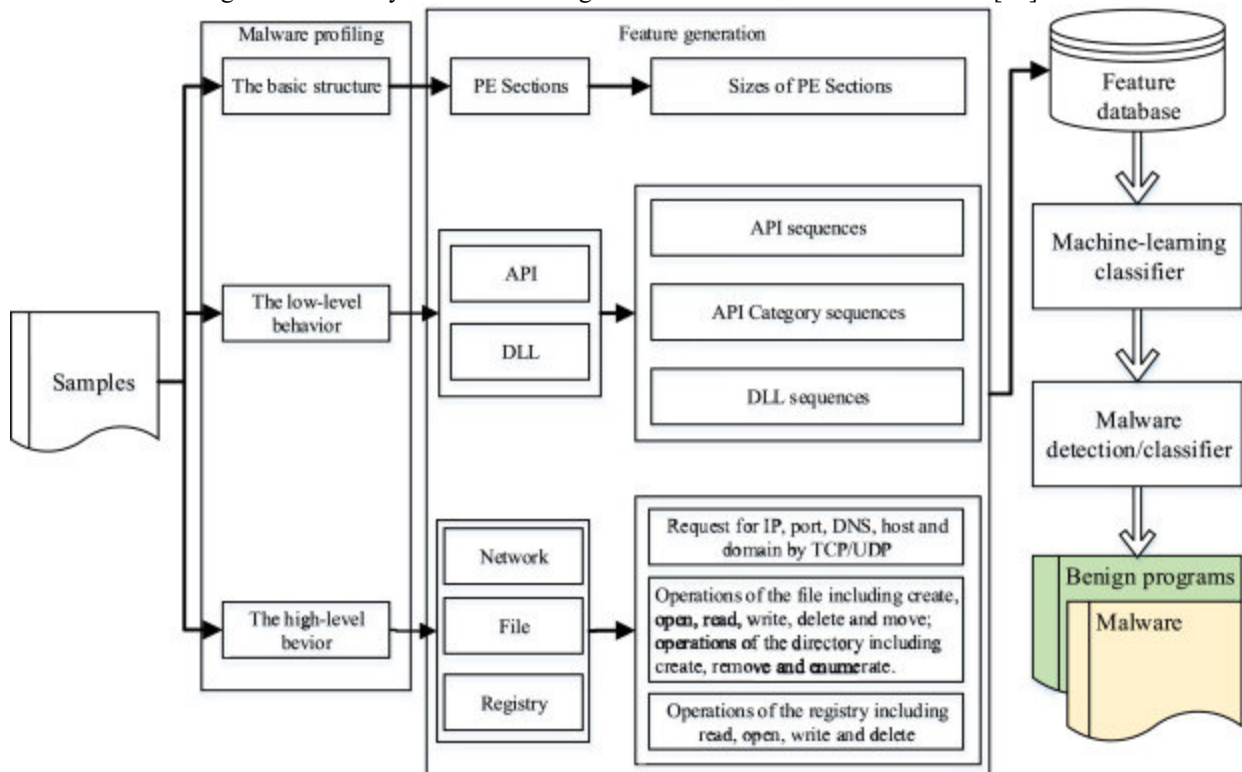 Malware profiling
Feature generation
The basic structure
PE Sections
Sizes of PE Sections
Feature
database
API sequences
API
Machine-learning
classifier
The low-level
behavior
API Category sequences
DLL
Samples
DLL sequences
Malware
detection/classifier
Network
Request for IP, port, DNS, host and
domain by TCP/UDP
Benign programs
Malware
The high-level
bevior
File
Operations of the file including create,
open, read, write, delete and move;
operations of the directory including
create, remove and enumerate.
Registry
Operations of the registry including
read, open, write and delete